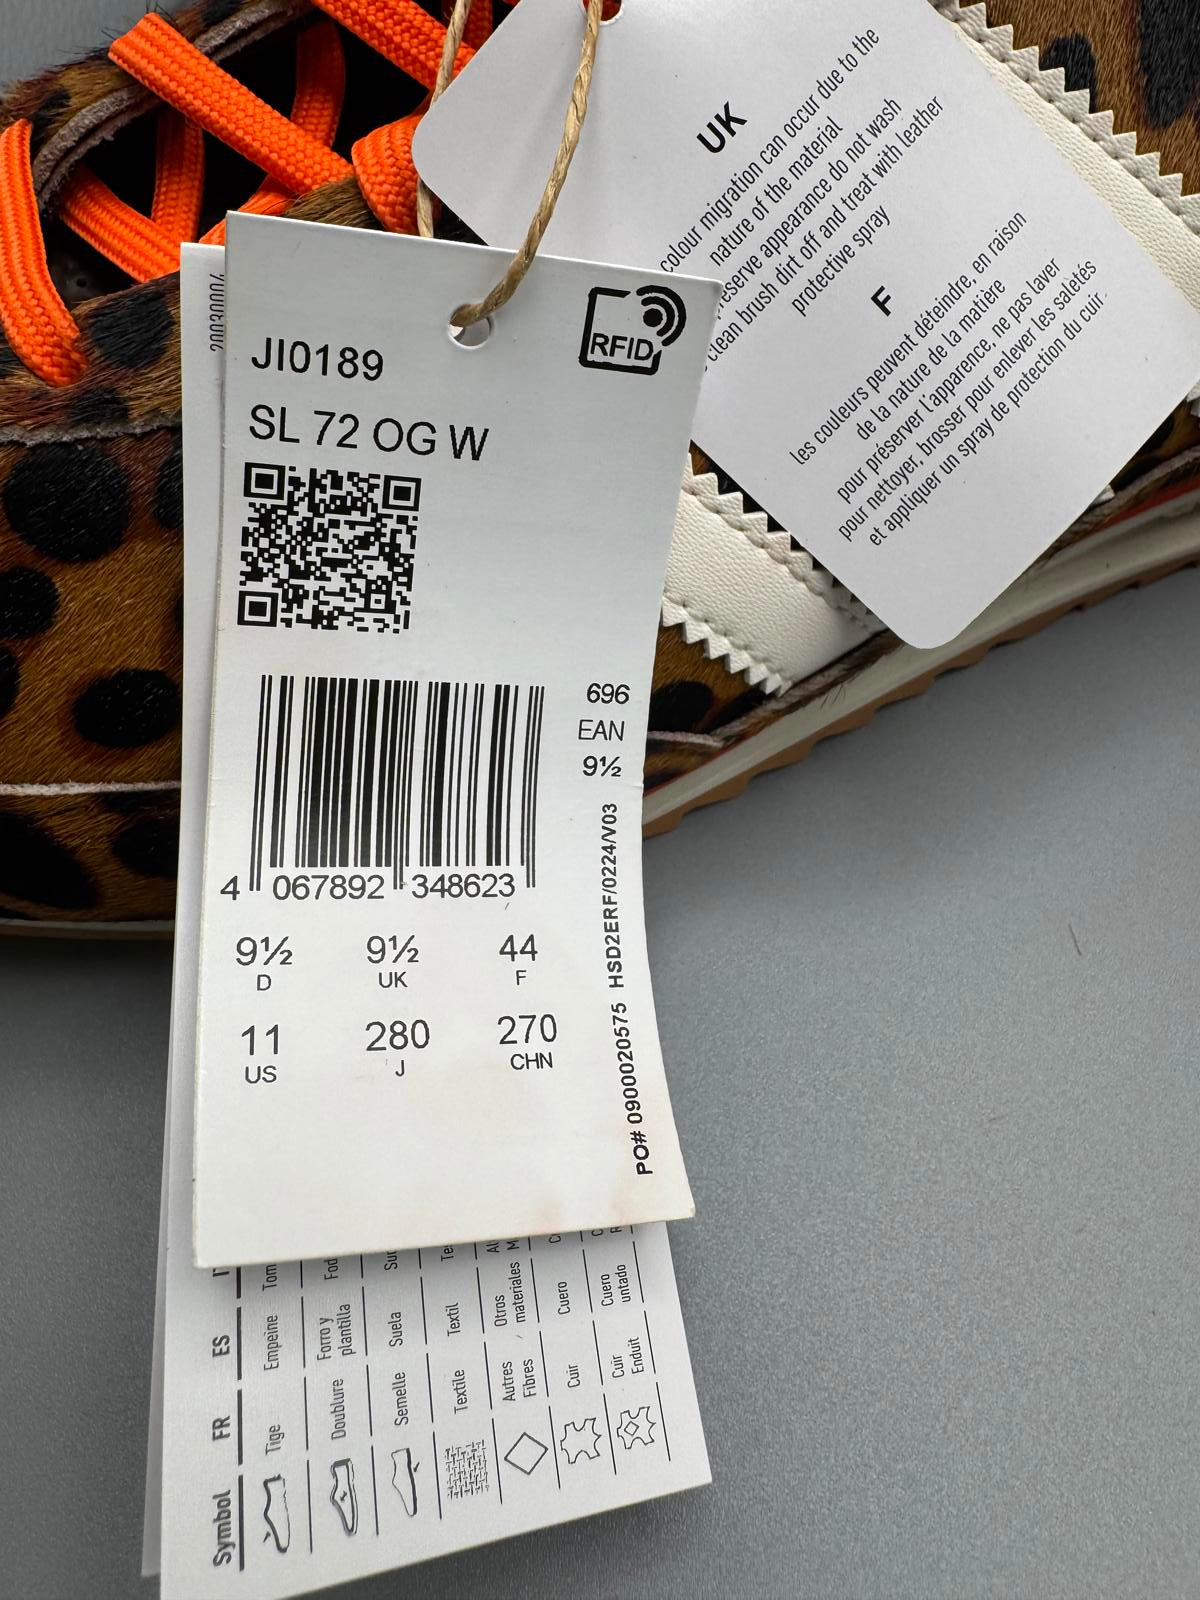 UK
colour migration can occur due to the
nature of the material
preserve appearance do not wash
clean brush dirt off and treat with leather
protective spray
F
les couleurs peuvent déteindre, en raison
de la nature de la matière
pour préserver l'apparence, ne pas laver
pour nettoyer, brosser pour enlever les saletés
et appliquer un spray de protection du cuir.
RFID
JI0189
SL 72 OG W
696
EAN
9½
4 067892 348623
9½ 9½ 44
D UK F
11 280 270
US J CHN
PO# 0900020575 HSD2ERF/0224/V03
Symbol FR ES
Tige Empeine
Doublure Forro y plantilla
Semelle Suela
Textile Textil
Autres Fibres Otros materiales
Cuir Cuero
Cuir Enduit Cuero untado